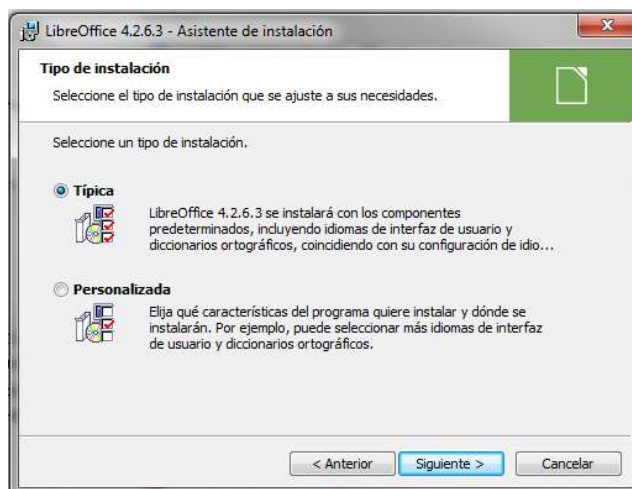 LibreOffice 4.2.6.3 - Asistente de instalación
Tipo de instalación
Seleccione el tipo de instalación que se ajuste a sus necesidades.
Seleccione un tipo de instalación.
Típica
LibreOffice 4.2.6.3 se instalará con los componentes
predeterminados, incluyendo idiomas de interfaz de usuario y
diccionarios ortográficos, coincidiendo con su configuración de idio...
Personalizada
Elija qué características del programa quiere instalar y dónde se
instalarán. Por ejemplo, puede seleccionar más idiomas de interfaz
de usuario y diccionarios ortográficos.
< Anterior
Siguiente >
Cancelar